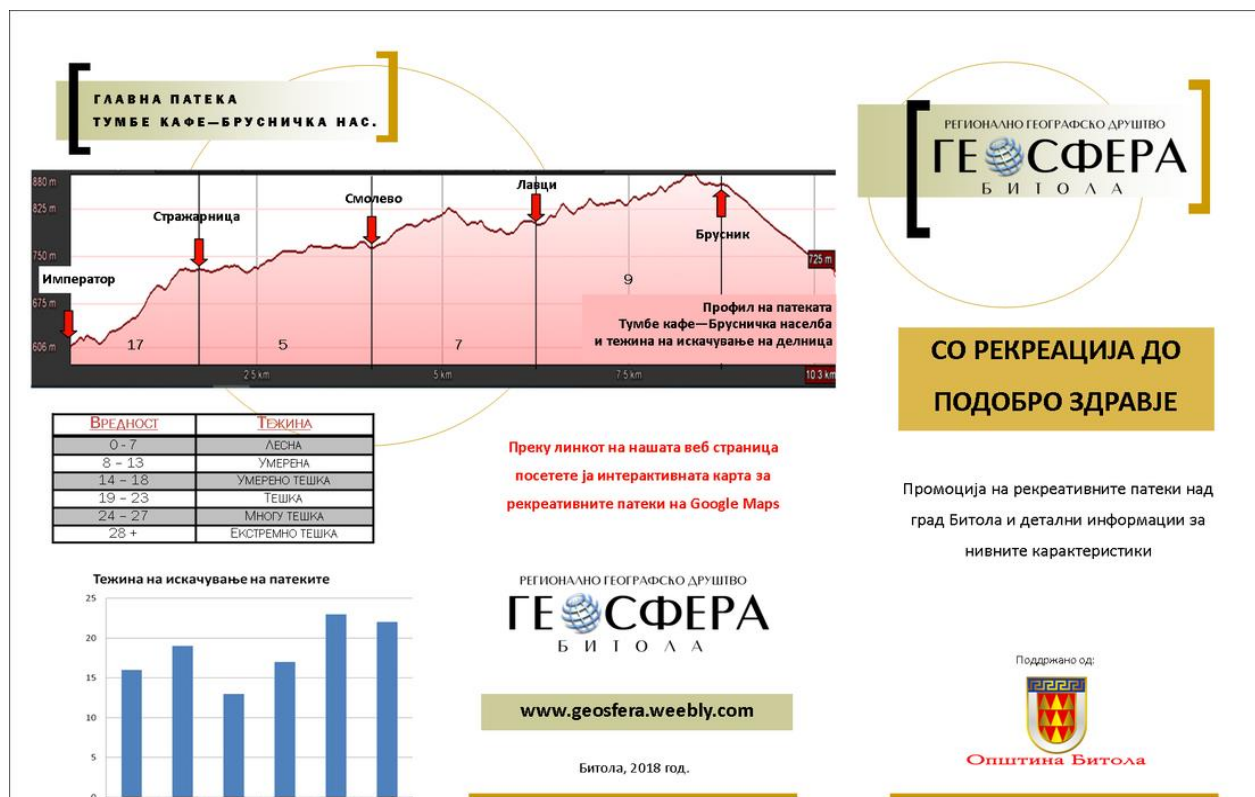 ГЛАВНА ПАТЕКА
ТУМБЕ КАФЕ—БРУСНИЧКА НАС.
880 m
825 m
750 m
675 m
606 m
Император
Стражарница
Смолево
Лавци
Брусник
725 m
17
5
7
9
Профил на патеката
Тумбе кафе—Брусничка населба
и тежина на искачување на делница
2.5 km
5 km
7.5 km
10.3 km
ВРЕДНОСТ ТЕЖИНА
0 - 7 ЛЕСНА
8 – 13 УМЕРЕНА
14 – 18 УМЕРЕНО ТЕШКА
19 – 23 ТЕШКА
24 – 27 МНОГУ ТЕШКА
28 + ЕКСТРЕМНО ТЕШКА
Тежина на искачување на патеките
25
20
15
10
5
0
Преку линкот на нашата веб страница
посетете ја интерактивната карта за
рекреативните патеки на Google Maps
РЕГИОНАЛНО ГЕОГРАФСКО ДРУШТВО
ГЕОСФЕРА
БИТОЛА
www.geosfera.weebly.com
Битола, 2018 год.
РЕГИОНАЛНО ГЕОГРАФСКО ДРУШТВО
ГЕОСФЕРА
БИТОЛА
СО РЕКРЕАЦИЈА ДО
ПОДОБРО ЗДРАВЈЕ
Промоција на рекреативните патеки над
град Битола и детални информации за
нивните карактеристики
Поддржано од:
Општина Битола